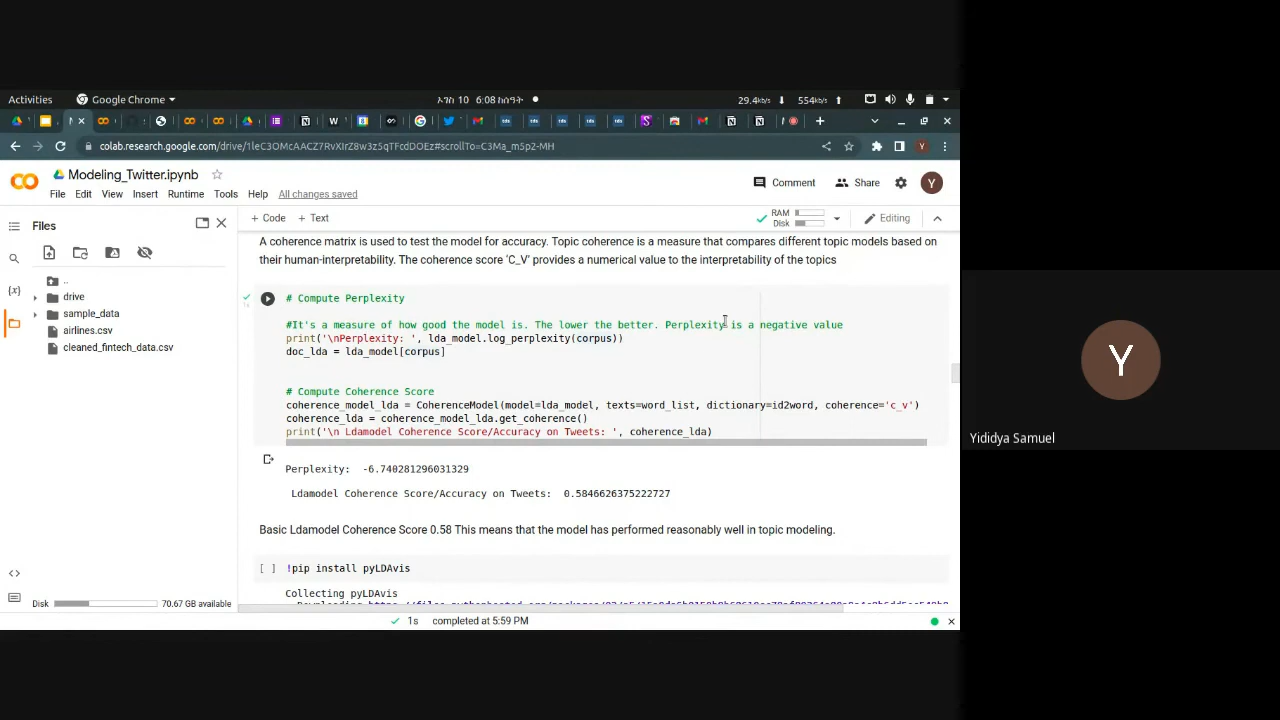 Activities
Google Chrome
ኦገስ 10 6:08 ከሰዓት
29.4kb/s
554kb/s
colab.research.google.com/drive/1leC3OMcAACZ7RvXIrZ8w3z5qTFcdDOEz#scrollTo=C3Ma_m5p2-MH
Modeling_Twitter.ipynb
File Edit View Insert Runtime Tools Help All changes saved
Comment
Share
Y
Files
+ Code + Text
RAM
Disk
Editing
..
drive
sample_data
airlines.csv
cleaned_fintech_data.csv
Disk
70.67 GB available
A coherence matrix is used to test the model for accuracy. Topic coherence is a measure that compares different topic models based on
their human-interpretability. The coherence score ‘C_V’ provides a numerical value to the interpretability of the topics
# Compute Perplexity
#It's a measure of how good the model is. The lower the better. Perplexity is a negative value
print('\nPerplexity: ', lda_model.log_perplexity(corpus))
doc_lda = lda_model[corpus]
# Compute Coherence Score
coherence_model_lda = CoherenceModel(model=lda_model, texts=word_list, dictionary=id2word, coherence='c_v')
coherence_lda = coherence_model_lda.get_coherence()
print('\n Ldamodel Coherence Score/Accuracy on Tweets: ', coherence_lda)
Perplexity: -6.740281296031329
Ldamodel Coherence Score/Accuracy on Tweets: 0.5846626375222727
Basic Ldamodel Coherence Score 0.58 This means that the model has performed reasonably well in topic modeling.
[ ] !pip install pyLDAvis
Collecting pyLDAvis
1s completed at 5:59 PM
Y
Yididya Samuel